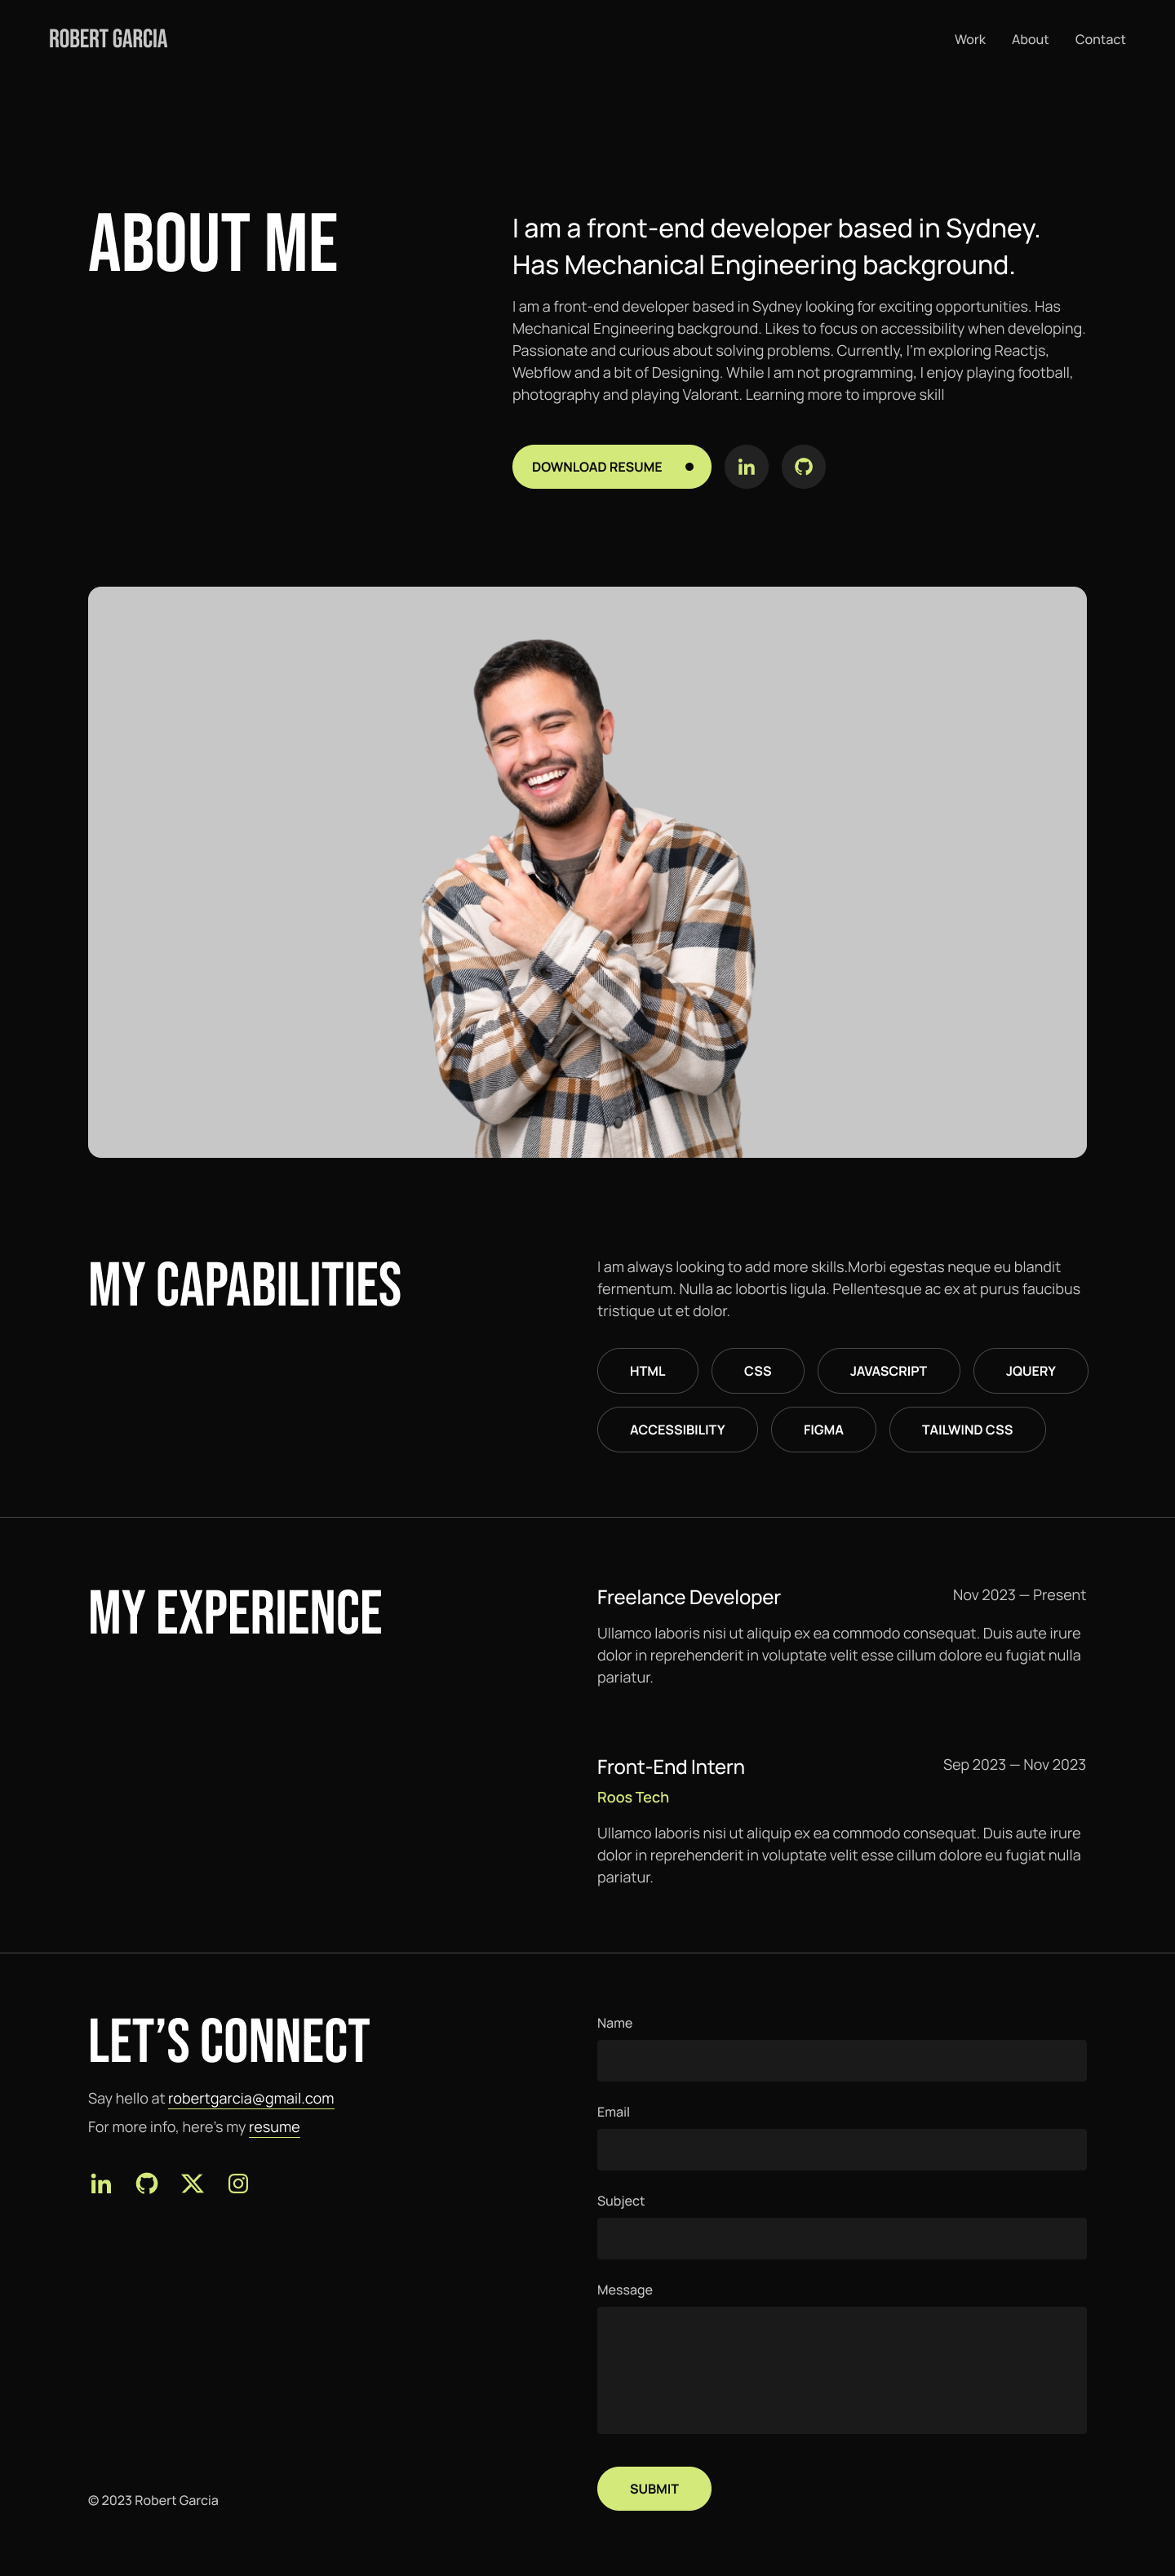 ROBERT GARCIA
Work About Contact
ABOUT ME
I am a front-end developer based in Sydney.
Has Mechanical Engineering background.
I am a front-end developer based in Sydney looking for exciting opportunities. Has
Mechanical Engineering background. Likes to focus on accessibility when developing.
Passionate and curious about solving problems. Currently, I’m exploring Reactjs,
Webflow and a bit of Designing. While I am not programming, I enjoy playing football,
photography and playing Valorant. Learning more to improve skill
DOWNLOAD RESUME
MY CAPABILITIES
I am always looking to add more skills.Morbi egestas neque eu blandit
fermentum. Nulla ac lobortis ligula. Pellentesque ac ex at purus faucibus
tristique ut et dolor.
HTML CSS JAVASCRIPT JQUERY
ACCESSIBILITY FIGMA TAILWIND CSS
MY EXPERIENCE
Freelance Developer Nov 2023 — Present
Ullamco laboris nisi ut aliquip ex ea commodo consequat. Duis aute irure
dolor in reprehenderit in voluptate velit esse cillum dolore eu fugiat nulla
pariatur.
Front-End Intern Sep 2023 — Nov 2023
Roos Tech
Ullamco laboris nisi ut aliquip ex ea commodo consequat. Duis aute irure
dolor in reprehenderit in voluptate velit esse cillum dolore eu fugiat nulla
pariatur.
LET’S CONNECT
Say hello at robertgarcia@gmail.com
For more info, here’s my resume
Name
Email
Subject
Message
SUBMIT
© 2023 Robert Garcia